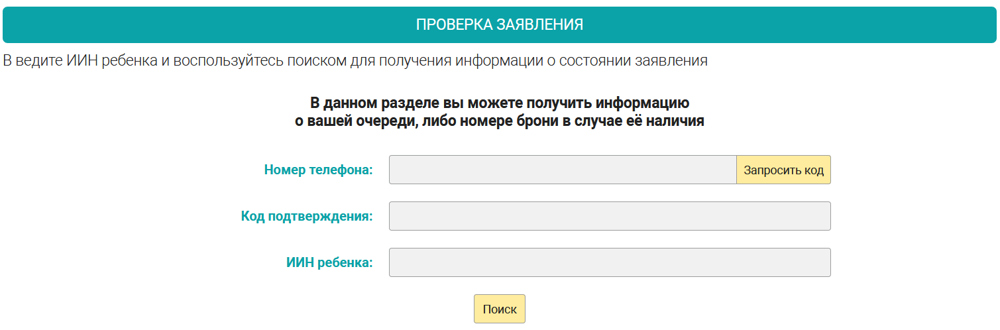 ПРОВЕРКА ЗАЯВЛЕНИЯ
В ведите ИИН ребенка и воспользуйтесь поиском для получения информации о состоянии заявления
В данном разделе вы можете получить информацию
о вашей очереди, либо номере брони в случае её наличия
Номер телефона: Запросить код
Код подтверждения:
ИИН ребенка:
Поиск